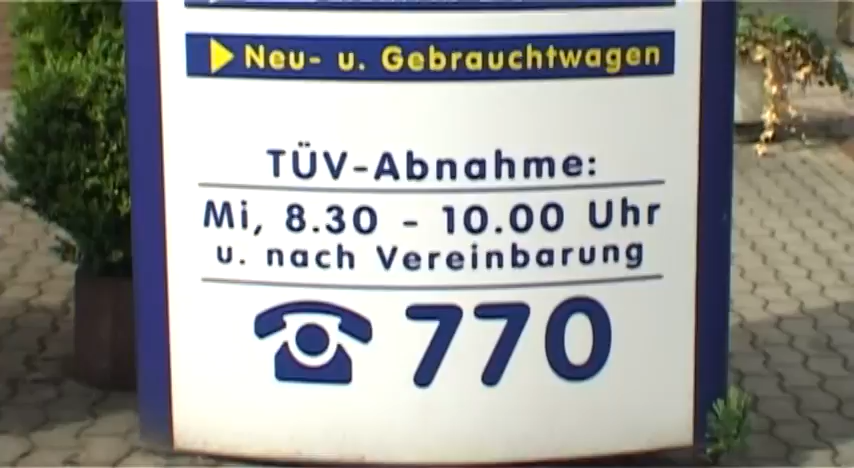 Neu- u. Gebrauchtwagen
TÜV-Abnahme:
Mi, 8.30 - 10.00 Uhr
u. nach Vereinbarung
770